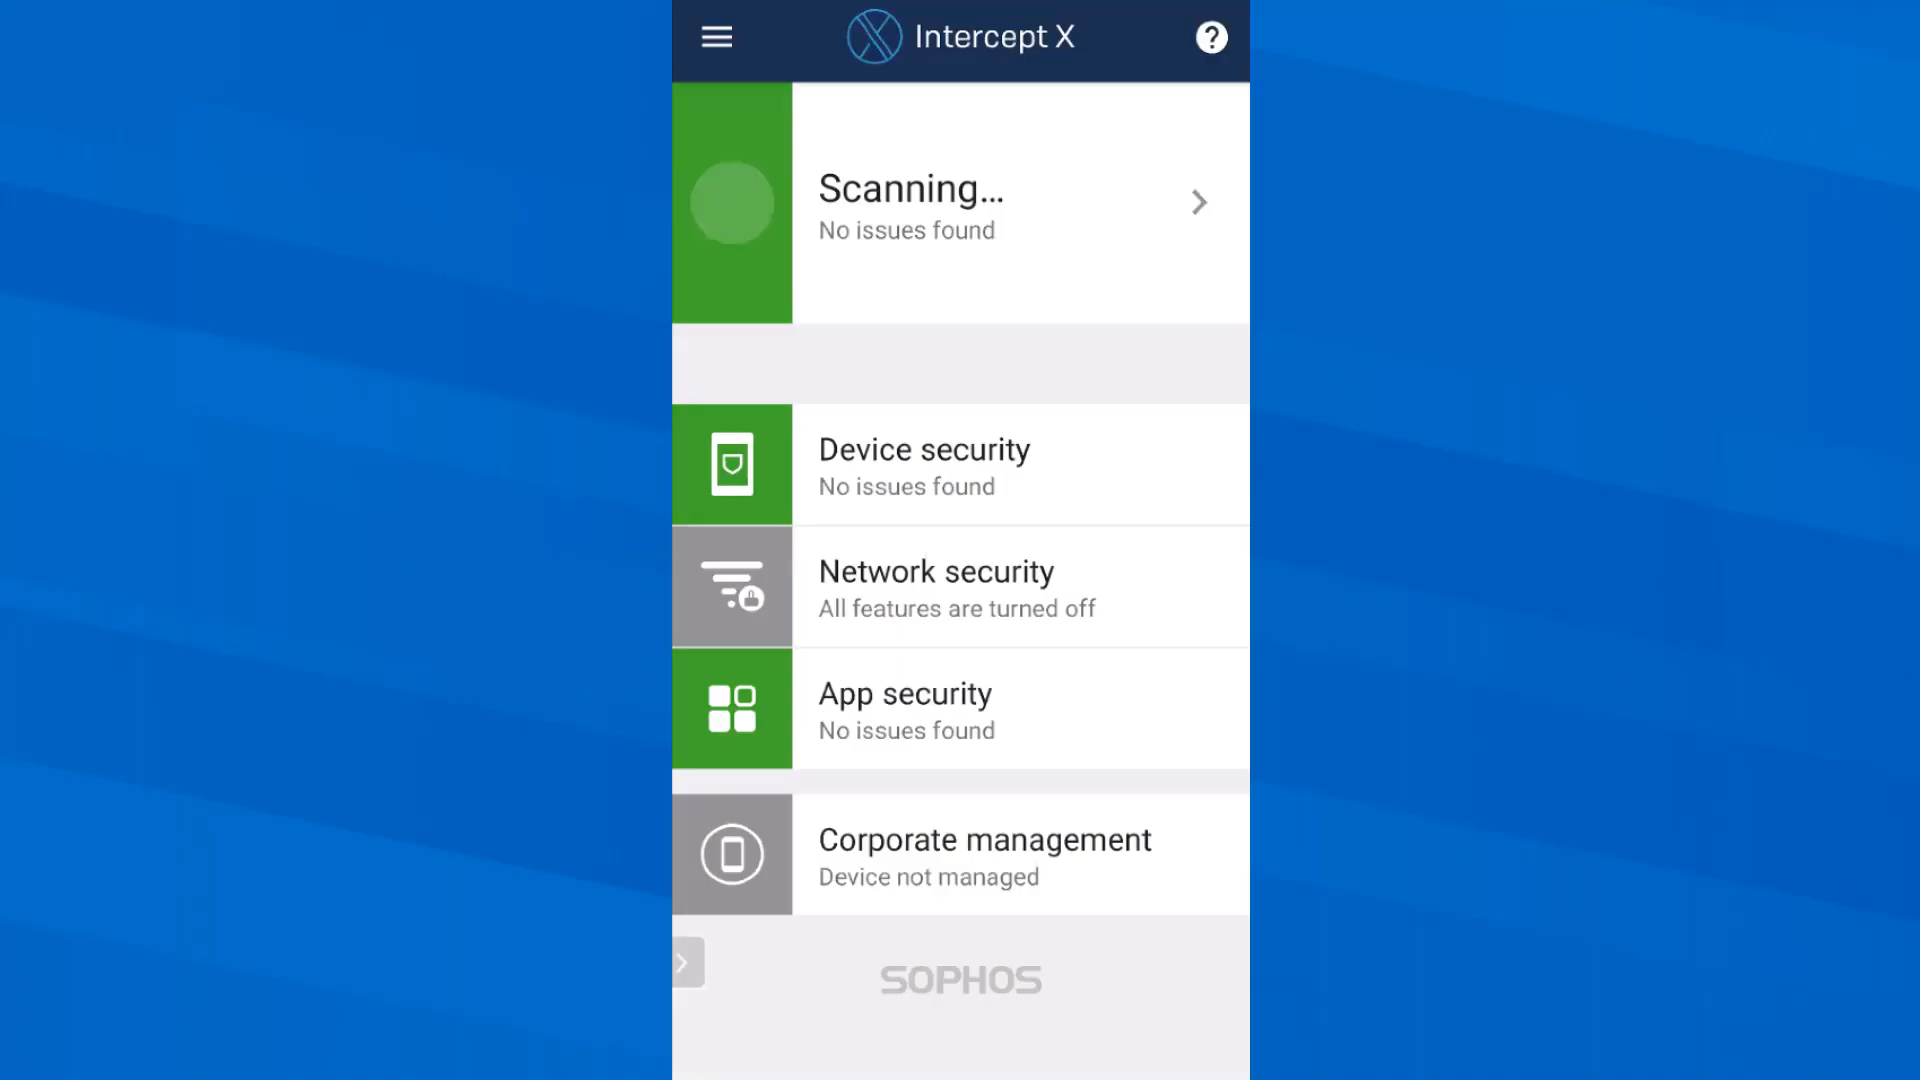 Intercept X
Scanning...
No issues found
Device security
No issues found
Network security
All features are turned off
App security
No issues found
Corporate management
Device not managed
SOPHOS